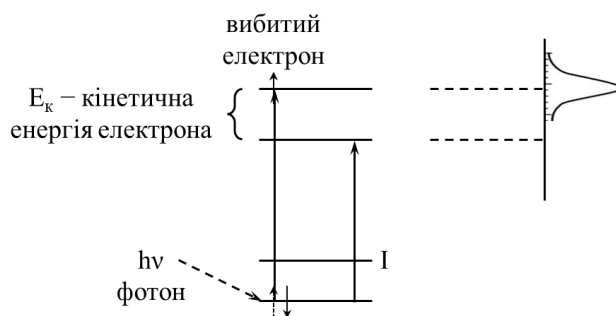 вибитий
електрон
Eк – кінетична
енергія електрона
hν
фотон
I